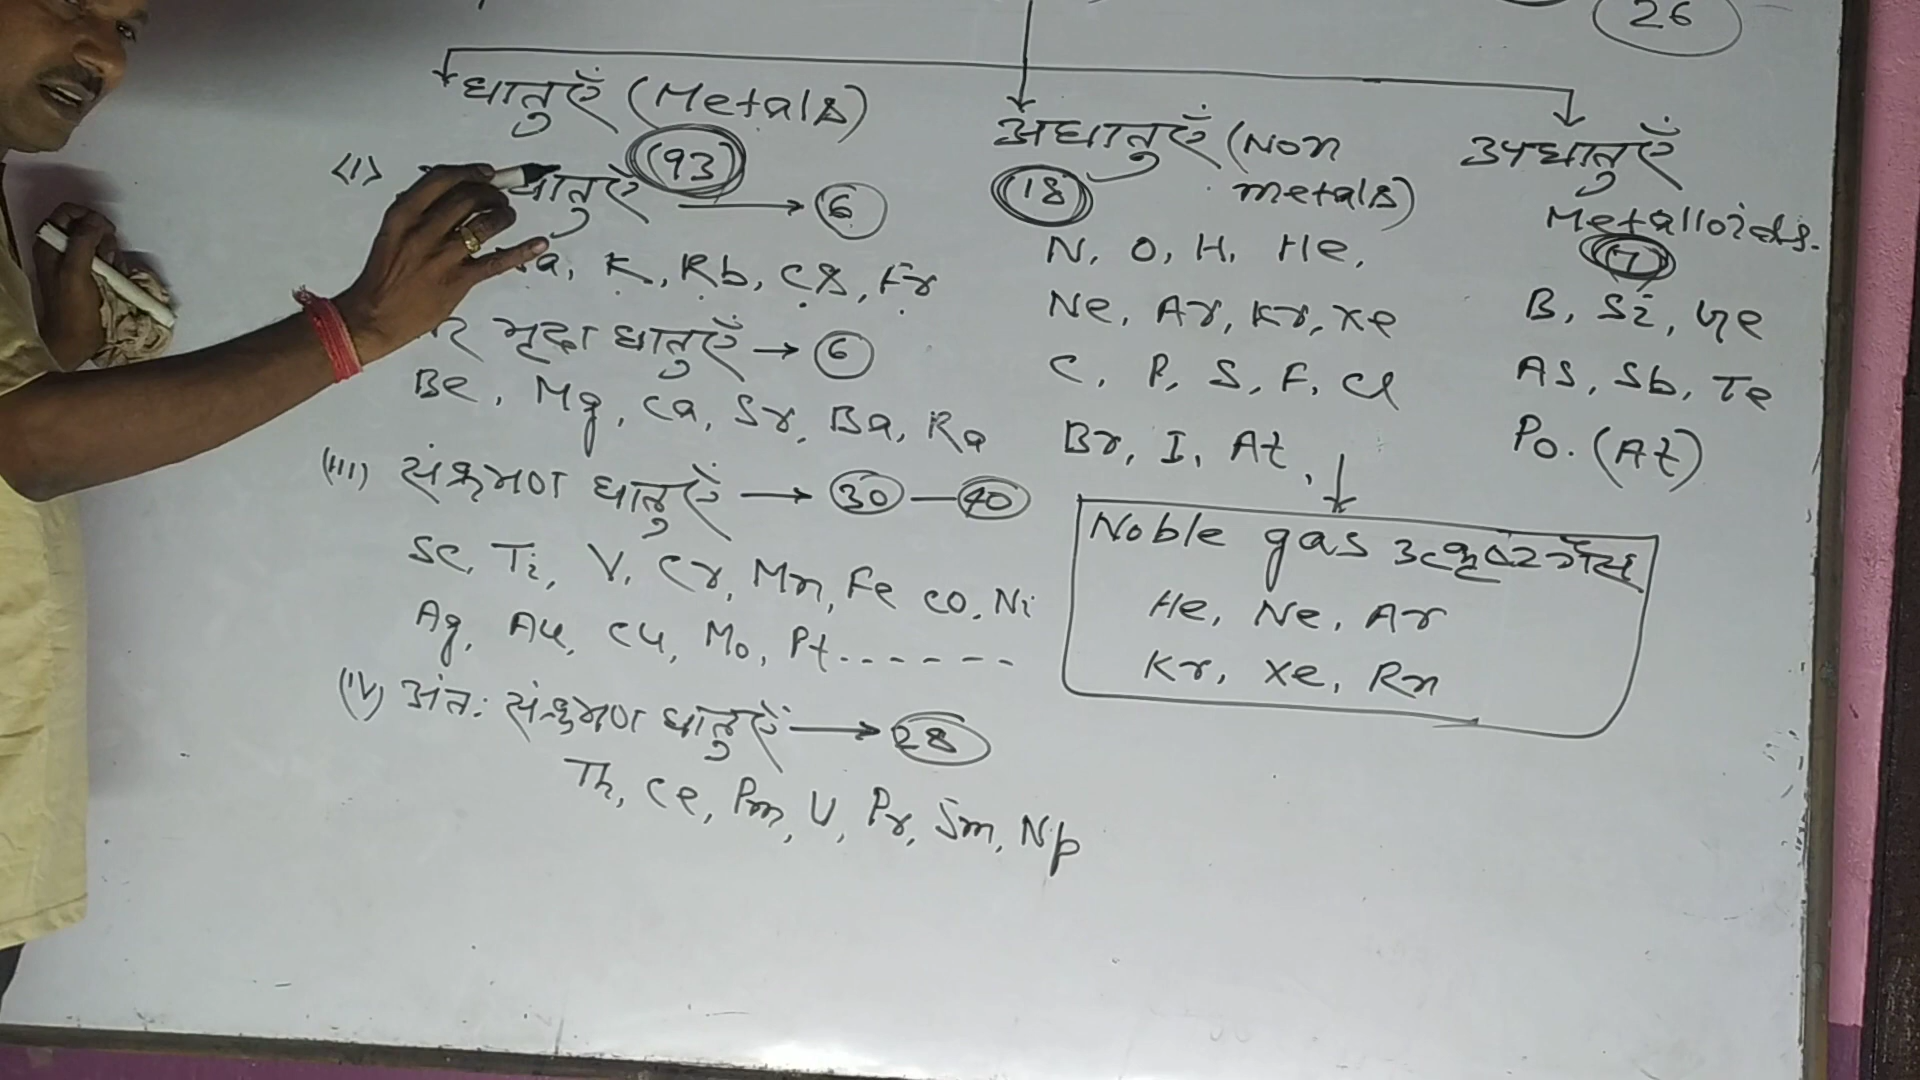 26
धातुएँ (Metals)
(93)
(I) धातुएँ → 6
Na, K, Rb, Cs, Fr
मृदा धातुएँ → 6
Be, Mg, Ca, Sr, Ba, Ra
(III) संक्रमण धातुएँ → 30 - 40
Sc, Ti, V, Cr, Mn, Fe Co, Ni
Ag, Au, Cu, Mo, Pt.------
(IV) अंत: संक्रमण धातुएँ → 28
Th, Ce, Pm, U, Pr, Sm, Np
अधातुएँ (Non metals)
18
N, O, H, He,
Ne, Ar, Kr, Xe
C, P, S, F, Cl
Br, I, At,
Noble gas उत्कृष्ट गैस
He, Ne, Ar
Kr, Xe, Rn
उपधातुएँ
Metalloids.
7
B, Si, Ge
As, Sb, Te
Po. (At)